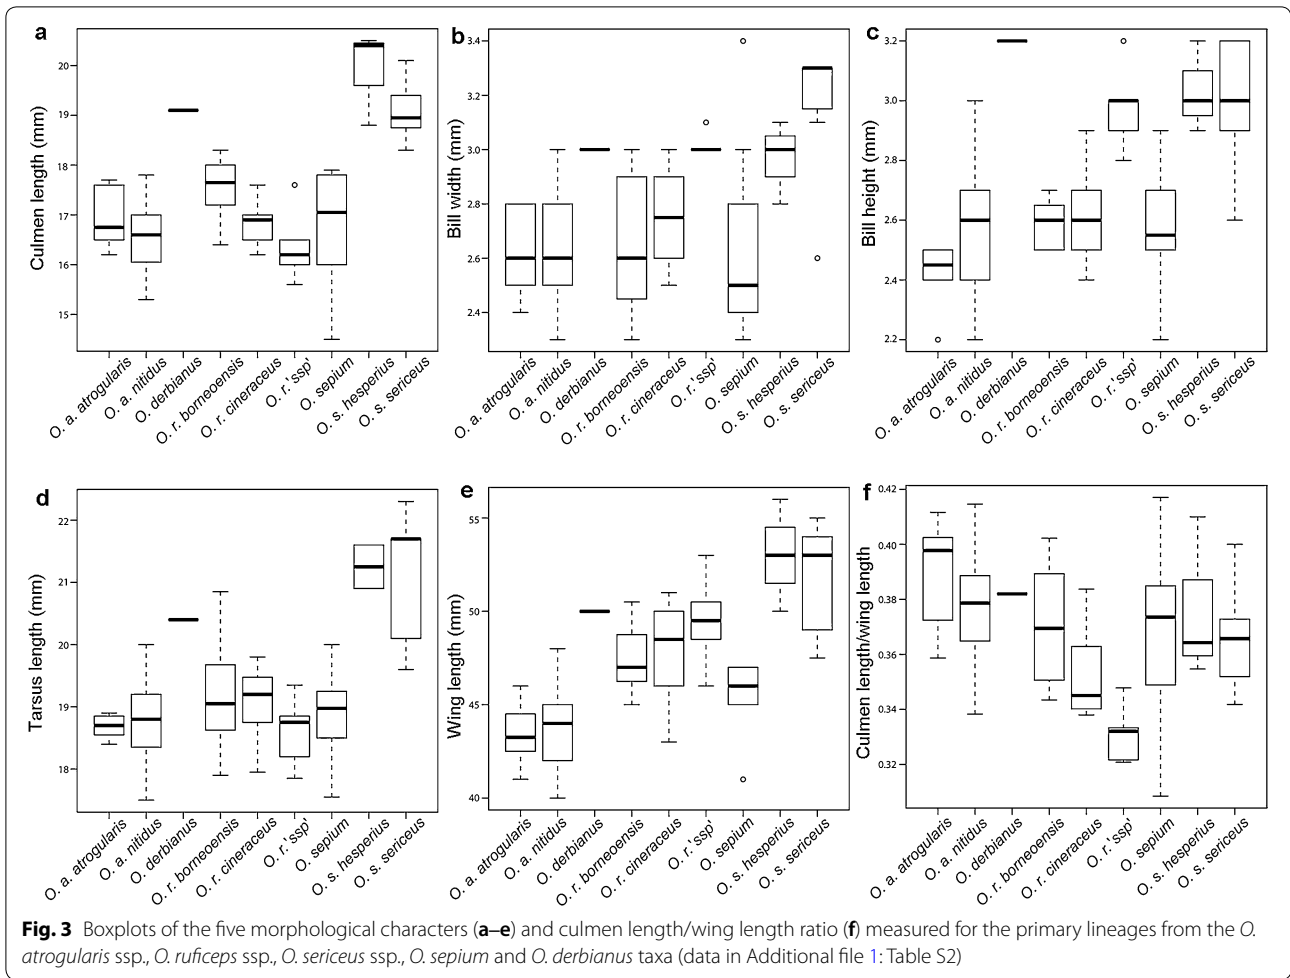 a
Culmen length (mm)
20
19
18
17
16
15
O. a. atrogularis
O. a. nitidus
O. derbianus
O. r. borneoensis
O. r. cineraceus
O. r.'ssp'
O. sepium
O. s. hesperius
O. s. sericeus
b
Bill width (mm)
3.4
3.2
3.0
2.8
2.6
2.4
O. a. atrogularis
O. a. nitidus
O. derbianus
O. r. borneoensis
O. r. cineraceus
O. r.'ssp'
O. sepium
O. s. hesperius
O. s. sericeus
c
Bill height (mm)
3.2
3.0
2.8
2.6
2.4
2.2
O. a. atrogularis
O. a. nitidus
O. derbianus
O. r. borneoensis
O. r. cineraceus
O. r.'ssp'
O. sepium
O. s. hesperius
O. s. sericeus
d
Tarsus length (mm)
22
21
20
19
18
O. a. atrogularis
O. a. nitidus
O. derbianus
O. r. borneoensis
O. r. cineraceus
O. r.'ssp'
O. sepium
O. s. hesperius
O. s. sericeus
e
Wing length (mm)
55
50
45
40
O. a. atrogularis
O. a. nitidus
O. derbianus
O. r. borneoensis
O. r. cineraceus
O. r.'ssp'
O. sepium
O. s. hesperius
O. s. sericeus
f
Culmen length/wing length
0.42
0.40
0.38
0.36
0.34
0.32
O. a. atrogularis
O. a. nitidus
O. derbianus
O. r. borneoensis
O. r. cineraceus
O. r.'ssp'
O. sepium
O. s. hesperius
O. s. sericeus
Fig. 3 Boxplots of the five morphological characters (a–e) and culmen length/wing length ratio (f) measured for the primary lineages from the O.
atrogularis ssp., O. ruficeps ssp., O. sericeus ssp., O. sepium and O. derbianus taxa (data in Additional file 1: Table S2)